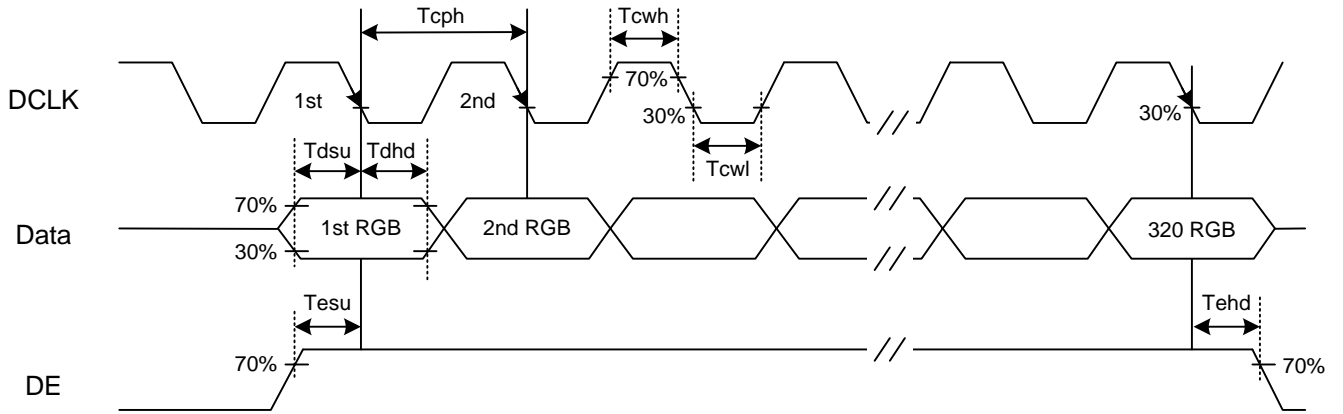 Tcph
Tcwh
DCLK
1st
2nd
70%
30%
30%
Tcwl
Tdsu
Tdhd
Data
70%
30%
1st RGB
2nd RGB
320 RGB
Tesu
Tehd
DE
70%
70%